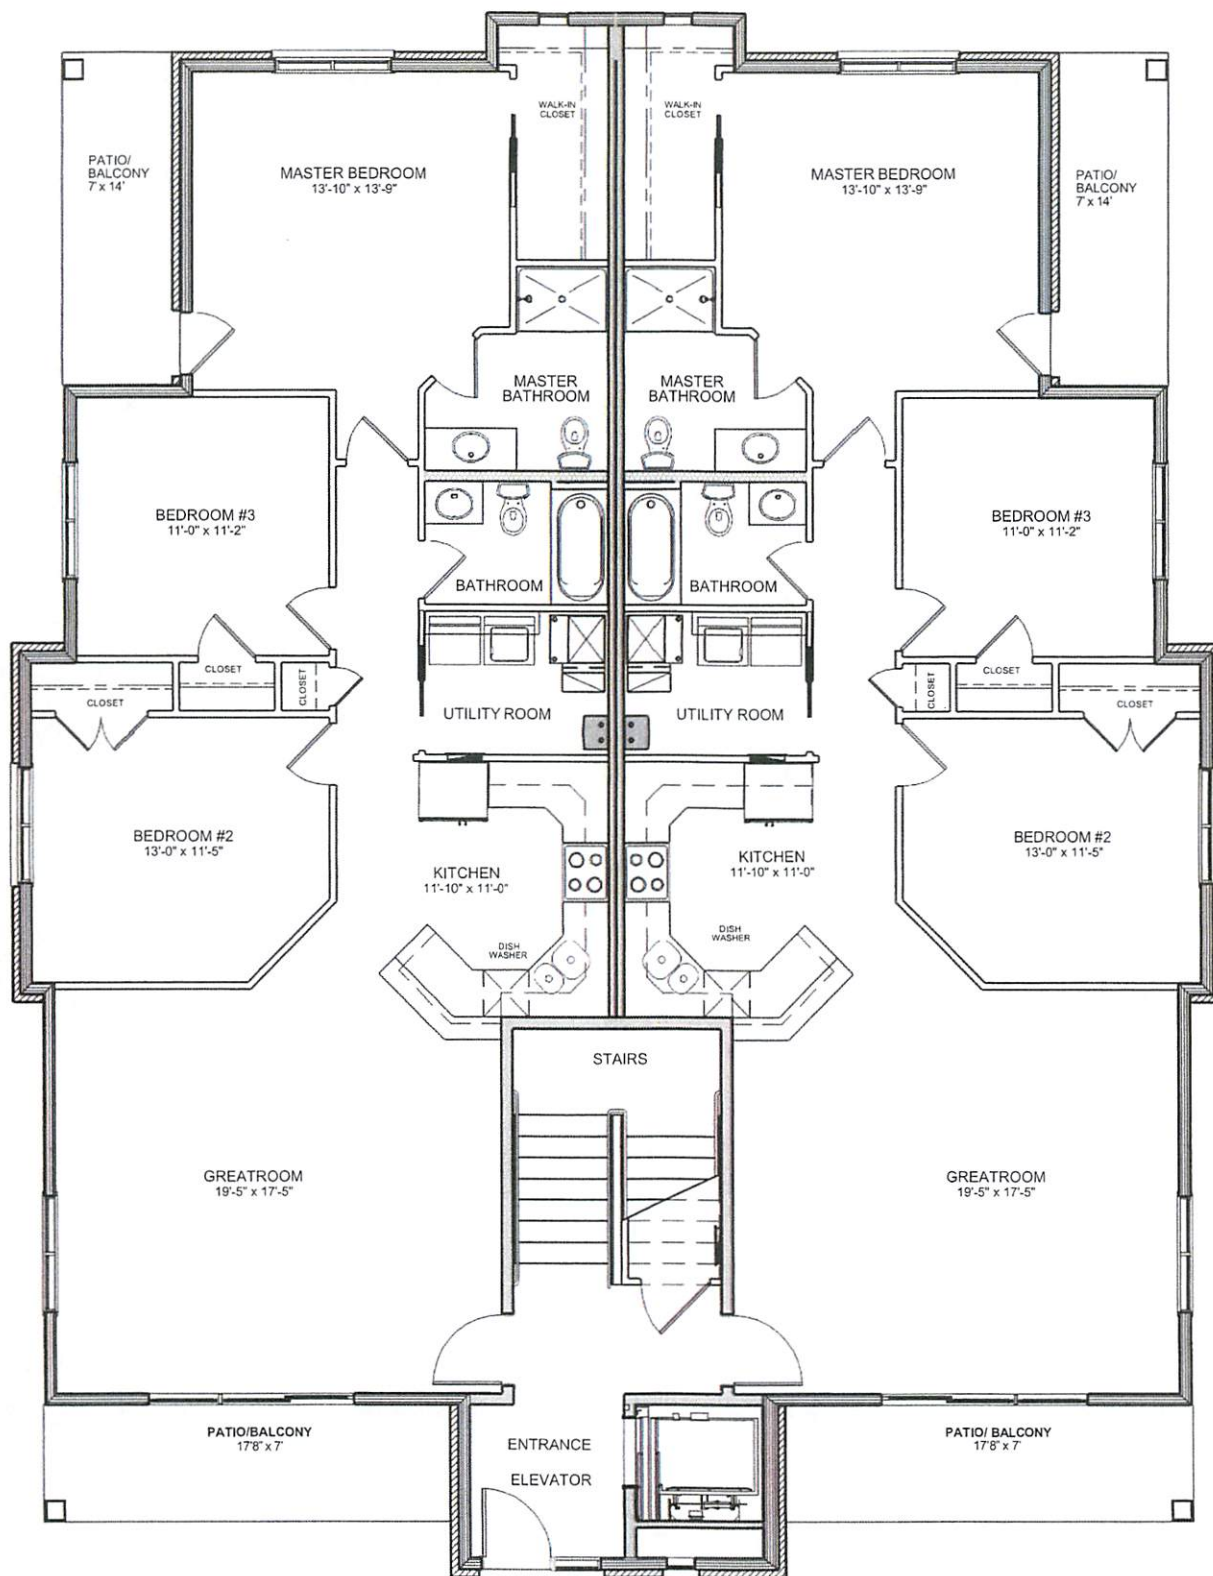 WALK-IN
CLOSET
WALK-IN
CLOSET
PATIO/
BALCONY
7' x 14'
MASTER BEDROOM
13'-10" x 13'-9"
MASTER BEDROOM
13'-10" x 13'-9"
PATIO/
BALCONY
7' x 14'
MASTER
BATHROOM
MASTER
BATHROOM
BEDROOM #3
11'-0" x 11'-2"
BEDROOM #3
11'-0" x 11'-2"
BATHROOM
BATHROOM
CLOSET
CLOSET
CLOSET
CLOSET
CLOSET
CLOSET
UTILITY ROOM
UTILITY ROOM
BEDROOM #2
13'-0" x 11'-5"
KITCHEN
11'-10" x 11'-0"
KITCHEN
11'-10" x 11'-0"
BEDROOM #2
13'-0" x 11'-5"
DISH
WASHER
DISH
WASHER
STAIRS
GREATROOM
19'-5" x 17'-5"
GREATROOM
19'-5" x 17'-5"
PATIO/BALCONY
17'8" x 7'
ENTRANCE
ELEVATOR
PATIO/ BALCONY
17'8" x 7'